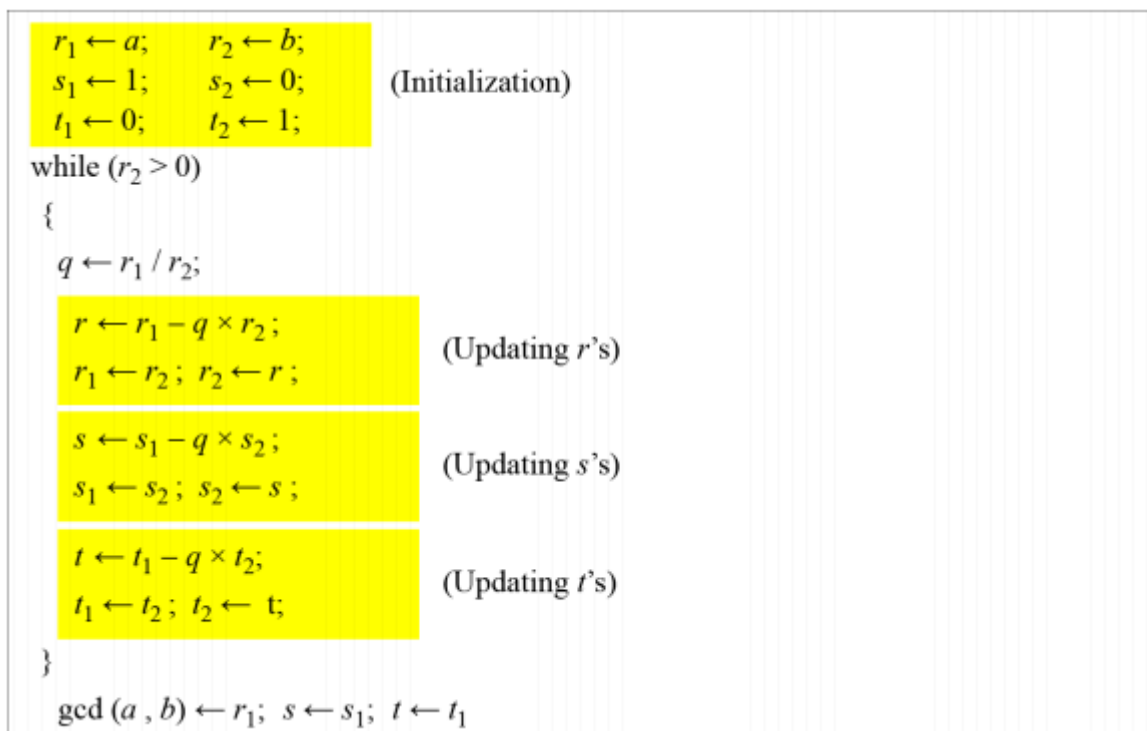 r₁ ← a; r₂ ← b;
s₁ ← 1; s₂ ← 0; (Initialization)
t₁ ← 0; t₂ ← 1;
while (r₂ > 0)
{
q ← r₁ / r₂;
r ← r₁ − q × r₂ ;
(Updating r’s)
r₁ ← r₂ ; r₂ ← r ;
s ← s₁ − q × s₂ ;
(Updating s’s)
s₁ ← s₂ ; s₂ ← s ;
t ← t₁ − q × t₂;
(Updating t’s)
t₁ ← t₂ ; t₂ ← t;
}
gcd (a , b) ← r₁; s ← s₁; t ← t₁